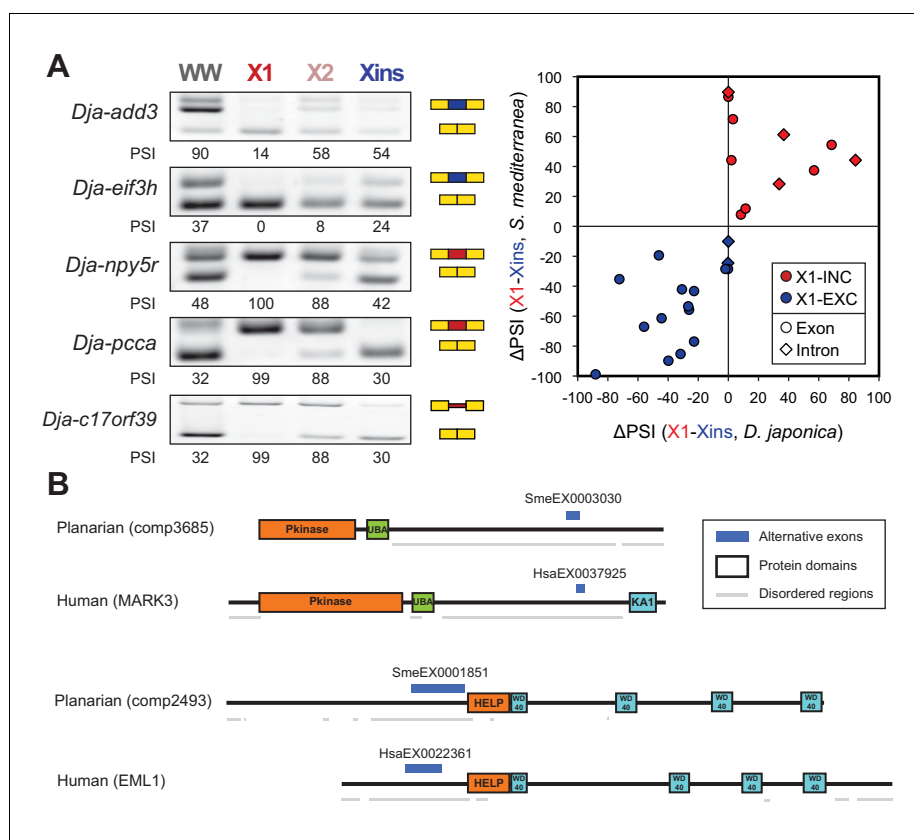 A
WW X1 X2 Xins
Dja-add3
PSI 90 14 58 54
Dja-eif3h
PSI 37 0 8 24
Dja-npy5r
PSI 48 100 88 42
Dja-pcca
PSI 32 99 88 30
Dja-c17orf39
PSI 32 99 88 30
ΔPSI (X1-Xins, S. mediterranea)
100
80
60
40
20
0
-20
-40
-60
-80
-100
-100 -80 -60 -40 -20 0 20 40 60 80 100
ΔPSI (X1-Xins, D. japonica)
X1-INC
X1-EXC
Exon
Intron
B
SmeEX0003030
Planarian (comp3685)
Pkinase UBA
HsaEX0037925
Human (MARK3)
Pkinase UBA KA1
Alternative exons
Protein domains
Disordered regions
SmeEX0001851
Planarian (comp2493)
HELP WD 40 WD 40 WD 40 WD 40
HsaEX0022361
Human (EML1)
HELP WD 40 WD 40 WD 40 WD 40